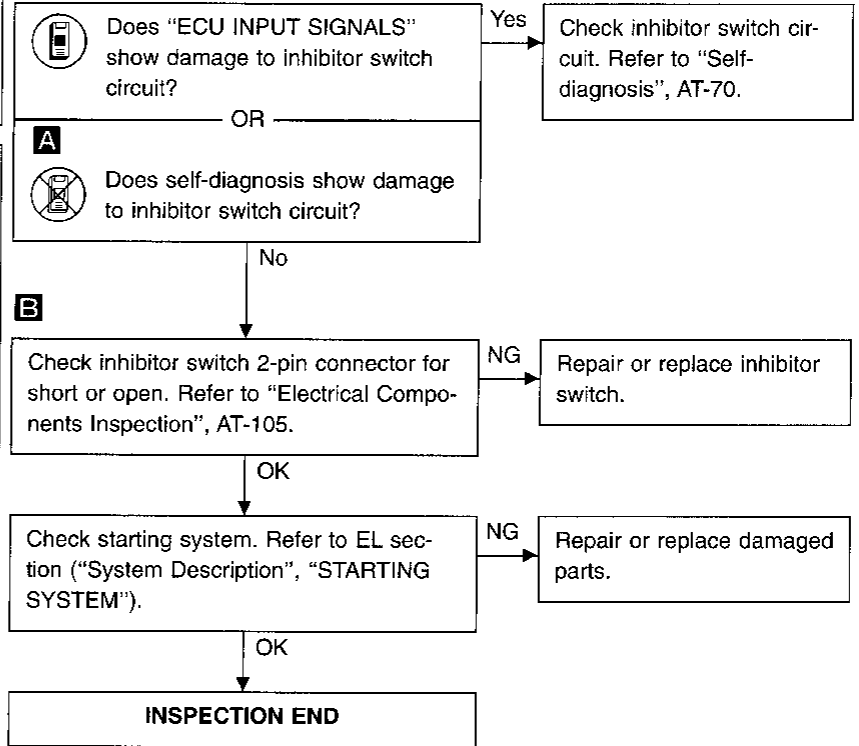 Does “ECU INPUT SIGNALS”
show damage to inhibitor switch
circuit?
Yes
Check inhibitor switch cir-
cuit. Refer to “Self-
diagnosis”, AT-70.
OR
A
Does self-diagnosis show damage
to inhibitor switch circuit?
No
B
Check inhibitor switch 2-pin connector for
short or open. Refer to “Electrical Compo-
nents Inspection”, AT-105.
NG
Repair or replace inhibitor
switch.
OK
Check starting system. Refer to EL sec-
tion (“System Description”, “STARTING
SYSTEM”).
NG
Repair or replace damaged
parts.
OK
INSPECTION END